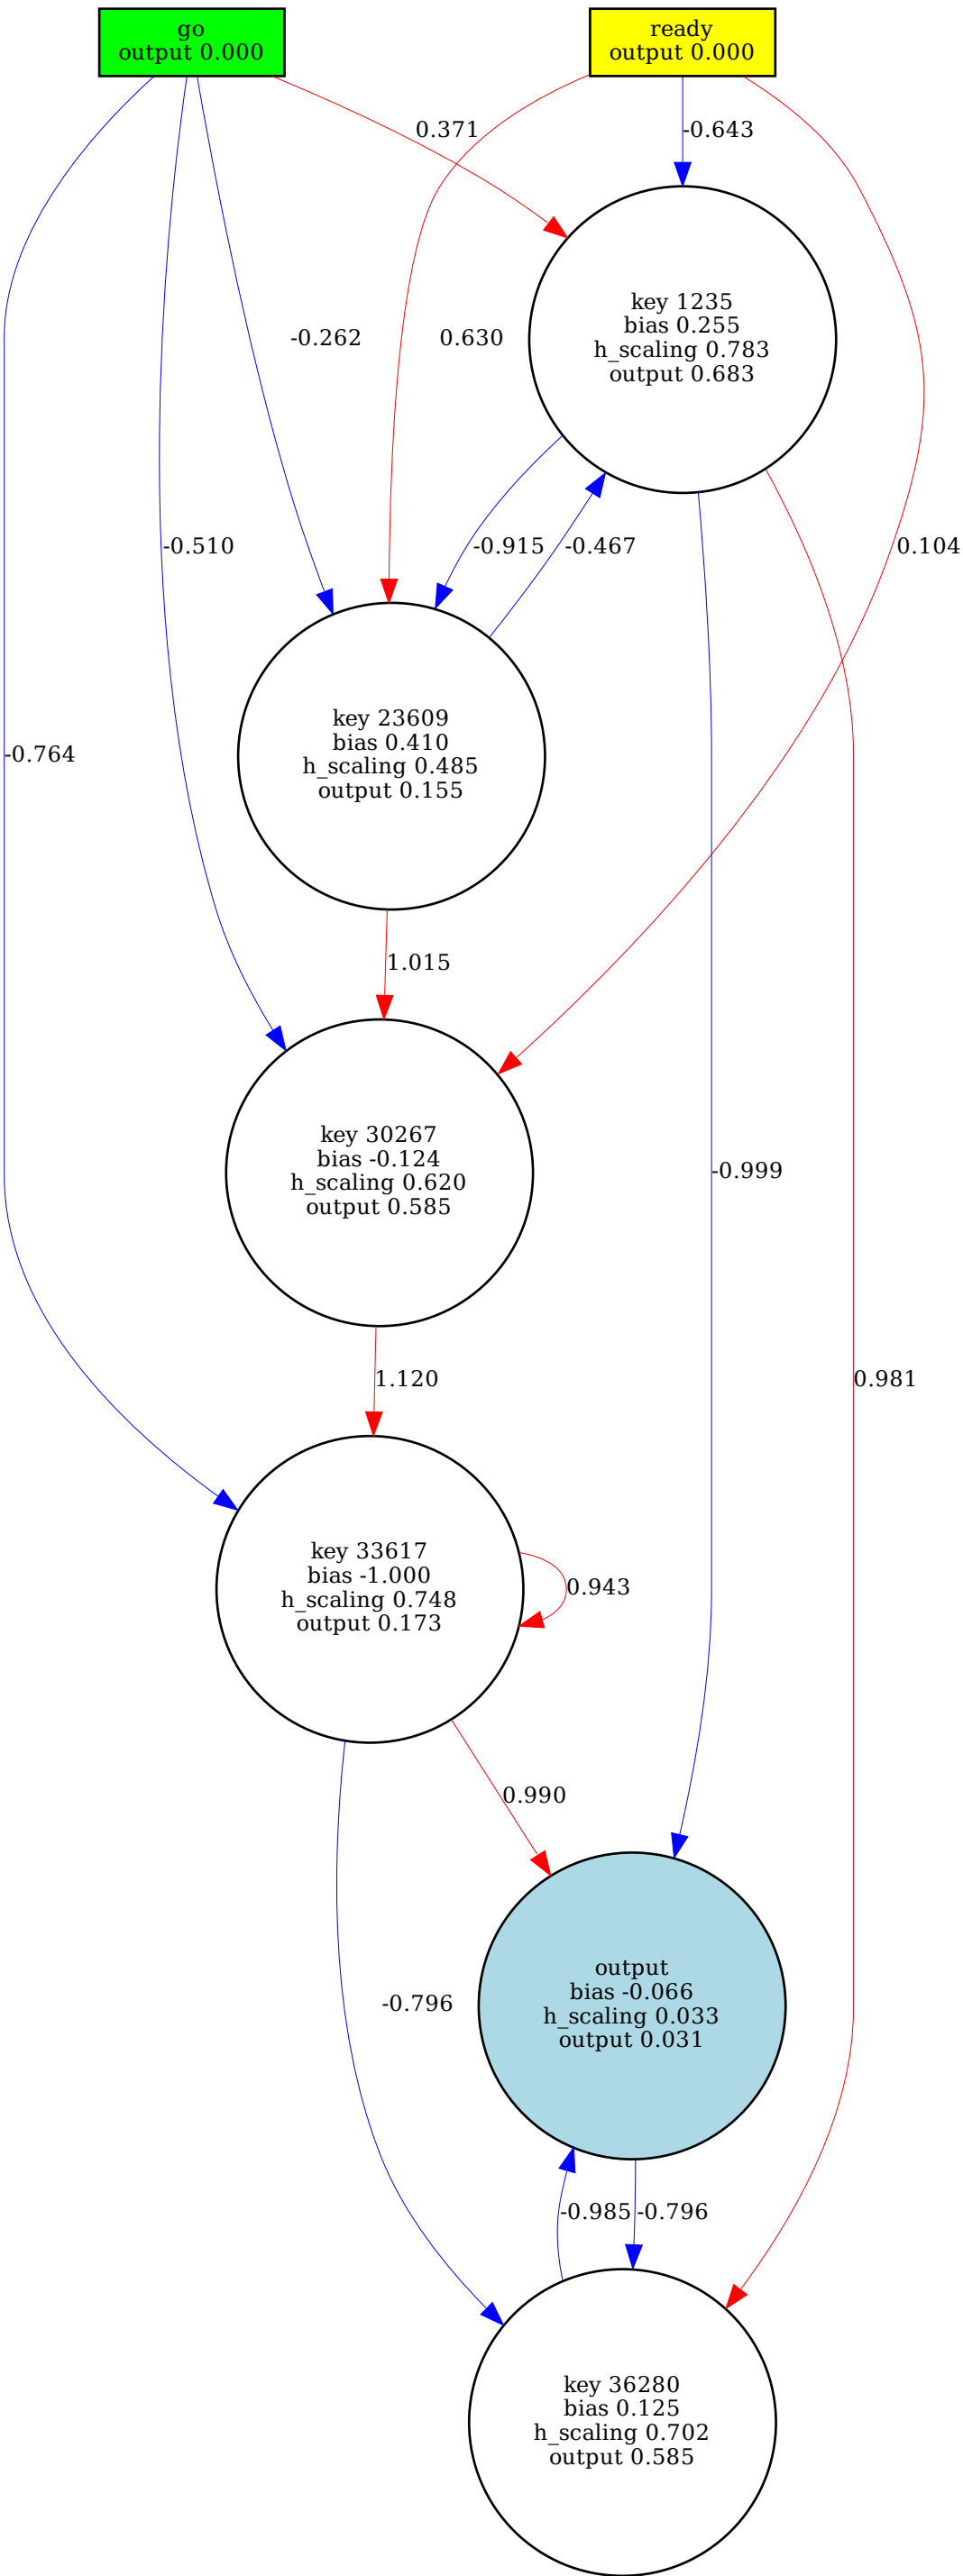 go
output 0.000
ready
output 0.000
0.371
-0.643
key 1235
bias 0.255
h_scaling 0.783
output 0.683
-0.262
0.630
-0.510
-0.915
-0.467
0.104
key 23609
bias 0.410
h_scaling 0.485
output 0.155
-0.764
1.015
key 30267
bias -0.124
h_scaling 0.620
output 0.585
-0.999
1.120
0.981
key 33617
bias -1.000
h_scaling 0.748
output 0.173
0.943
0.990
output
bias -0.066
h_scaling 0.033
output 0.031
-0.796
-0.985
-0.796
key 36280
bias 0.125
h_scaling 0.702
output 0.585